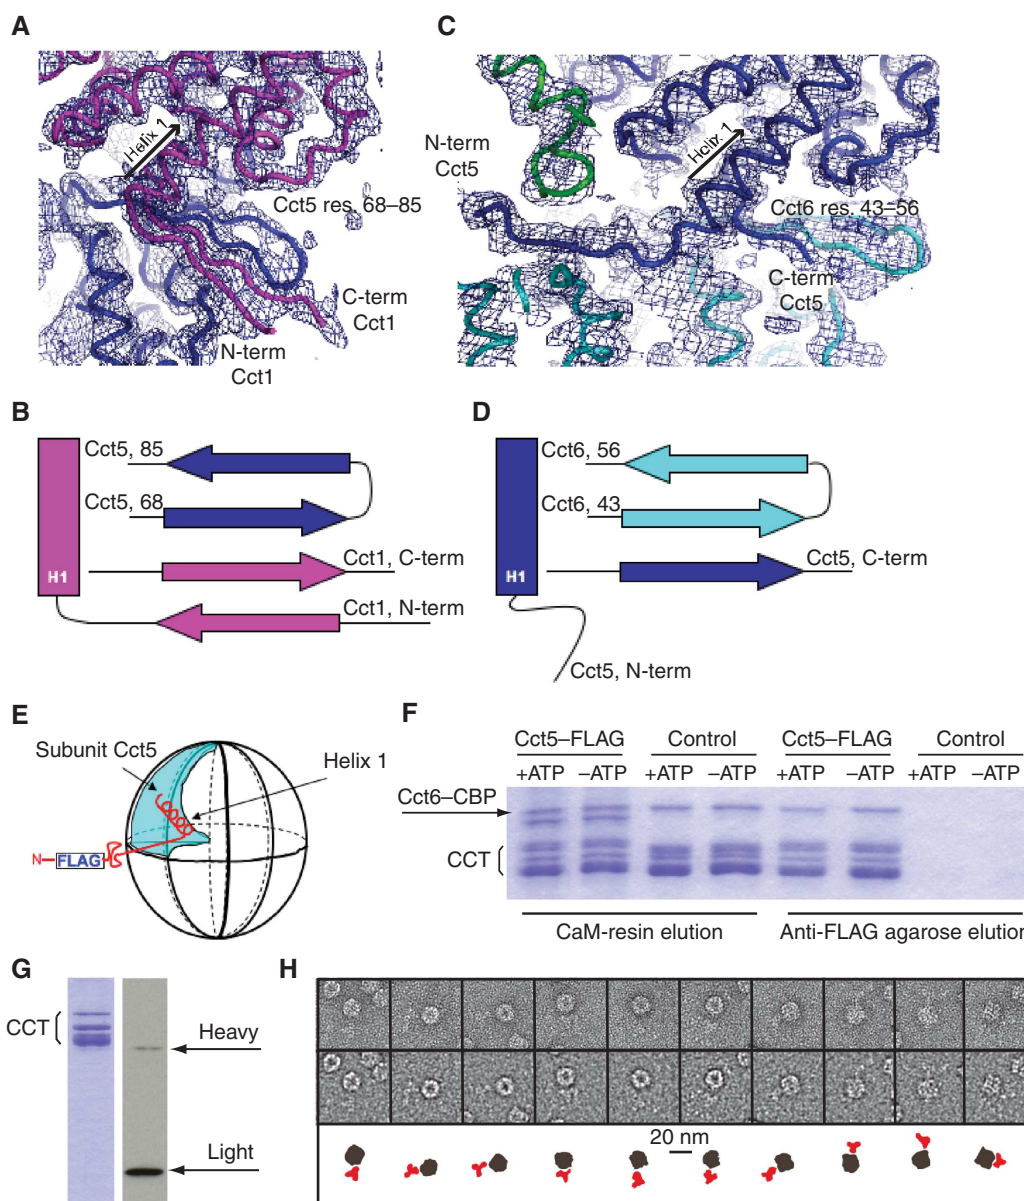 A
Helix 1
Cct5 res. 68–85
C-term
Cct1
N-term
Cct1
C
N-term
Cct5
Helix 1
Cct6 res. 43–56
C-term
Cct5
B
Cct5, 85
Cct5, 68
Cct1, C-term
H1
Cct1, N-term
D
Cct6, 56
Cct6, 43
Cct5, C-term
H1
Cct5, N-term
E
Subunit Cct5
Helix 1
N
FLAG
F
Cct5–FLAG Control Cct5–FLAG Control
+ATP –ATP +ATP –ATP +ATP –ATP +ATP –ATP
Cct6–CBP
CCT
CaM-resin elution Anti-FLAG agarose elution
G
CCT
Heavy
Light
H
20 nm